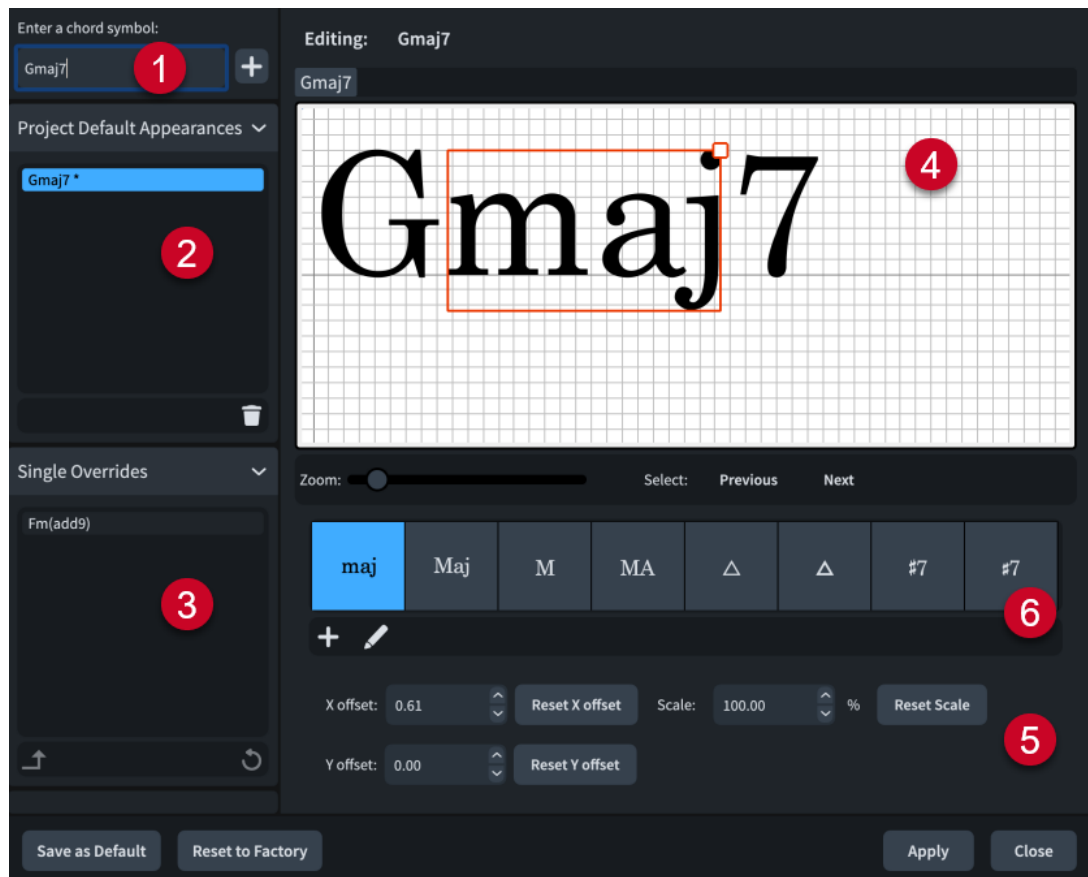 Enter a chord symbol:
Gmaj7
1
Project Default Appearances
Gmaj7 *
2
Single Overrides
Fm(add9)
3
Editing: Gmaj7
Gmaj7
Gmaj7
4
Zoom: Select: Previous Next
maj Maj M MA △ △ ♯7 ♯7
6
X offset: 0.61 Reset X offset Scale: 100.00 % Reset Scale
5
Y offset: 0.00 Reset Y offset
Save as Default Reset to Factory Apply Close